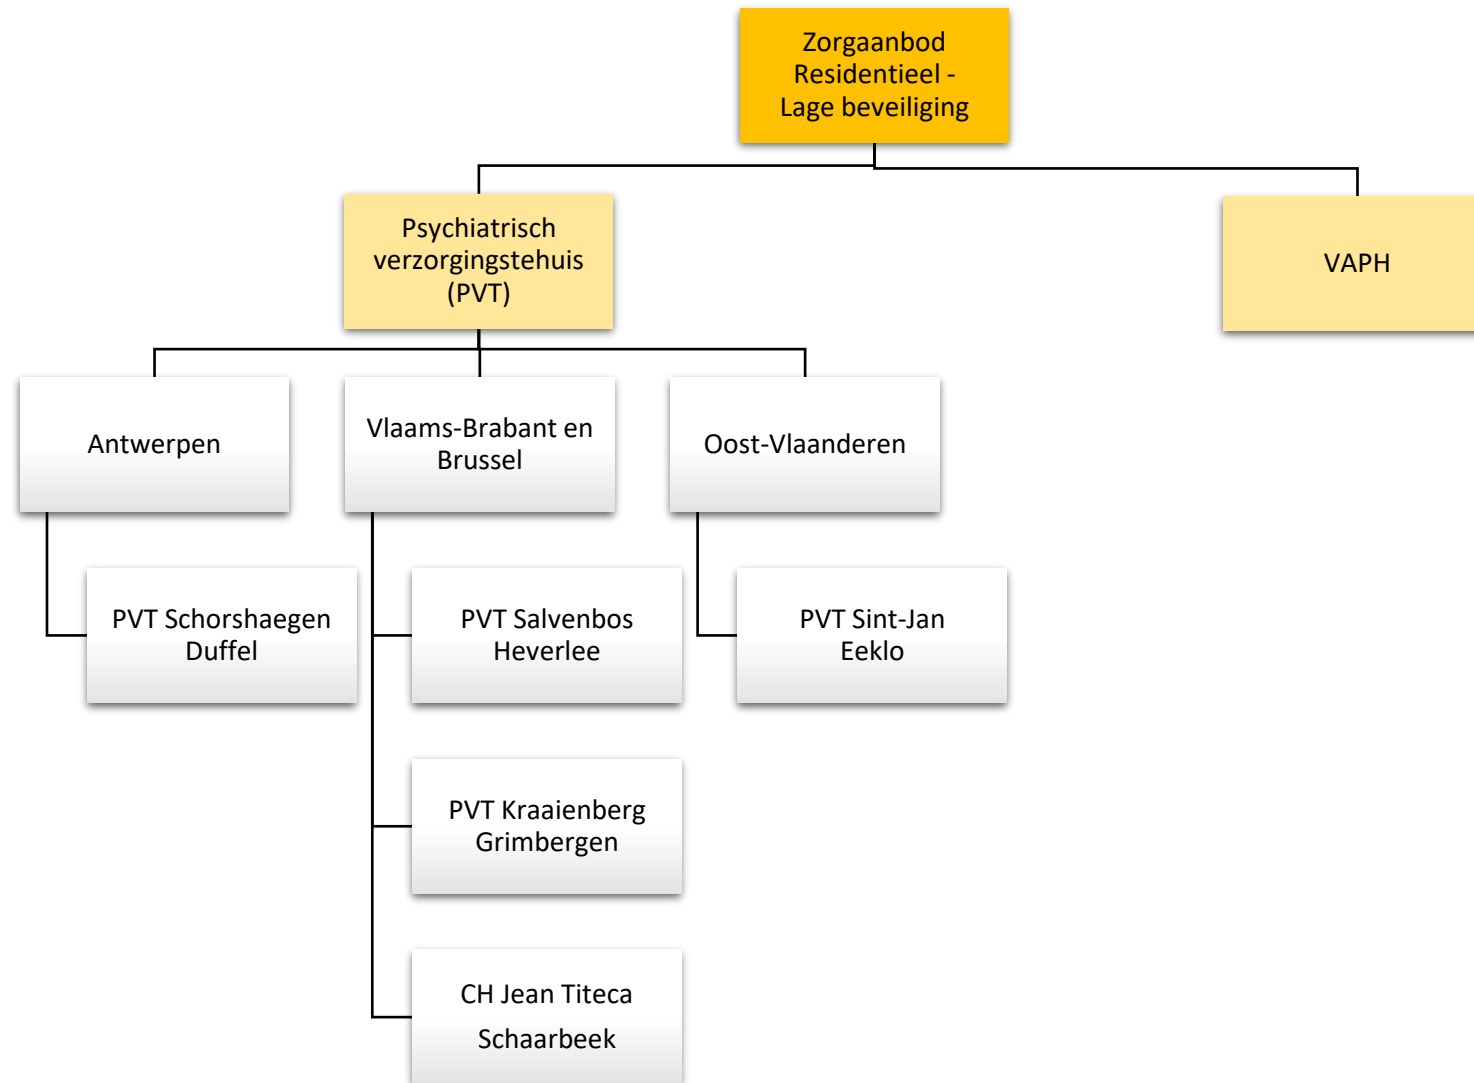 Zorgaanbod
Residentieel -
Lage beveiliging
Psychiatrisch
verzorgingstehuis
(PVT)
VAPH
Antwerpen
Vlaams-Brabant en
Brussel
Oost-Vlaanderen
PVT Schorshaegen
Duffel
PVT Salvenbos
Heverlee
PVT Sint-Jan
Eeklo
PVT Kraaienberg
Grimbergen
CH Jean Titeca
Schaarbeek